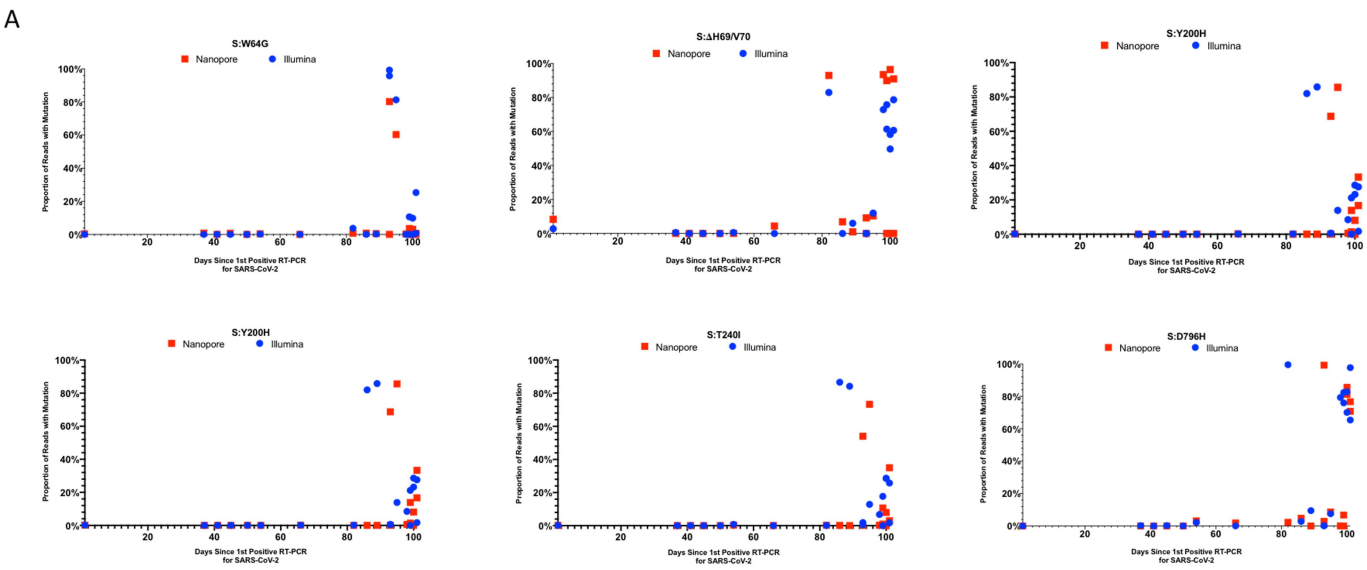 A
S:W64G
Nanopore Illumina
Proportion of Reads with Mutation
100%
80%
60%
40%
20%
0%
20 40 60 80 100
Days Since 1st Positive RT-PCR
for SARS-CoV-2
S:ΔH69/V70
Nanopore Illumina
Proportion of Reads with Mutation
100%
80%
60%
40%
20%
0%
20 40 60 80 100
Days Since 1st Positive RT-PCR
for SARS-CoV-2
S:Y200H
Nanopore Illumina
Proportion of Reads with Mutation
100%
80%
60%
40%
20%
0%
20 40 60 80 100
Days Since 1st Positive RT-PCR
for SARS-CoV-2
S:Y200H
Nanopore Illumina
Proportion of Reads with Mutation
100%
80%
60%
40%
20%
0%
20 40 60 80 100
Days Since 1st Positive RT-PCR
for SARS-CoV-2
S:T240I
Nanopore Illumina
Proportion of Reads with Mutation
100%
80%
60%
40%
20%
0%
20 40 60 80 100
Days Since 1st Positive RT-PCR
for SARS-CoV-2
S:D796H
Nanopore Illumina
Proportion of Reads with Mutation
100%
80%
60%
40%
20%
0%
20 40 60 80 100
Days Since 1st Positive RT-PCR
for SARS-CoV-2